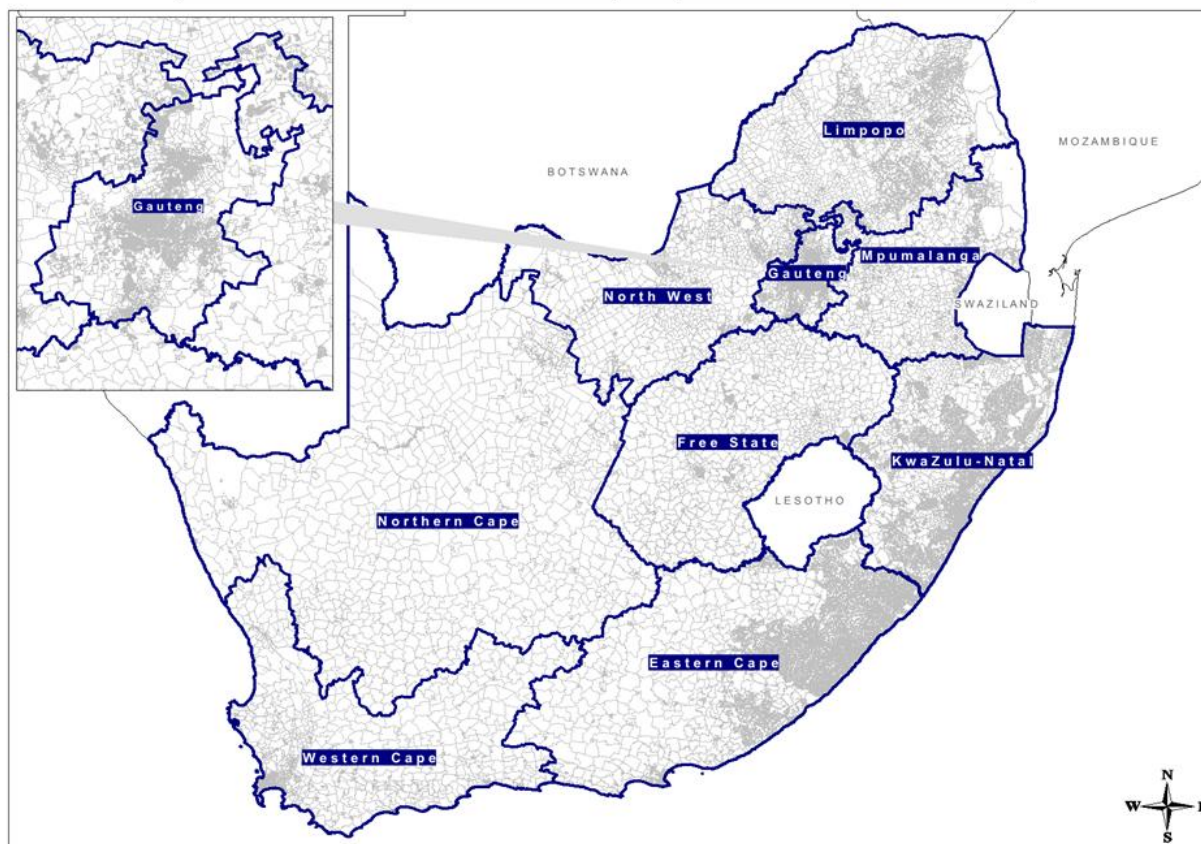 Limpopo
MOZAMBIQUE
BOTSWANA
Gauteng
Mpumalanga
Gauteng
North West
SWAZILAND
Free State
KwaZulu-Natal
LESOTHO
Northern Cape
Eastern Cape
Western Cape
N
W
S